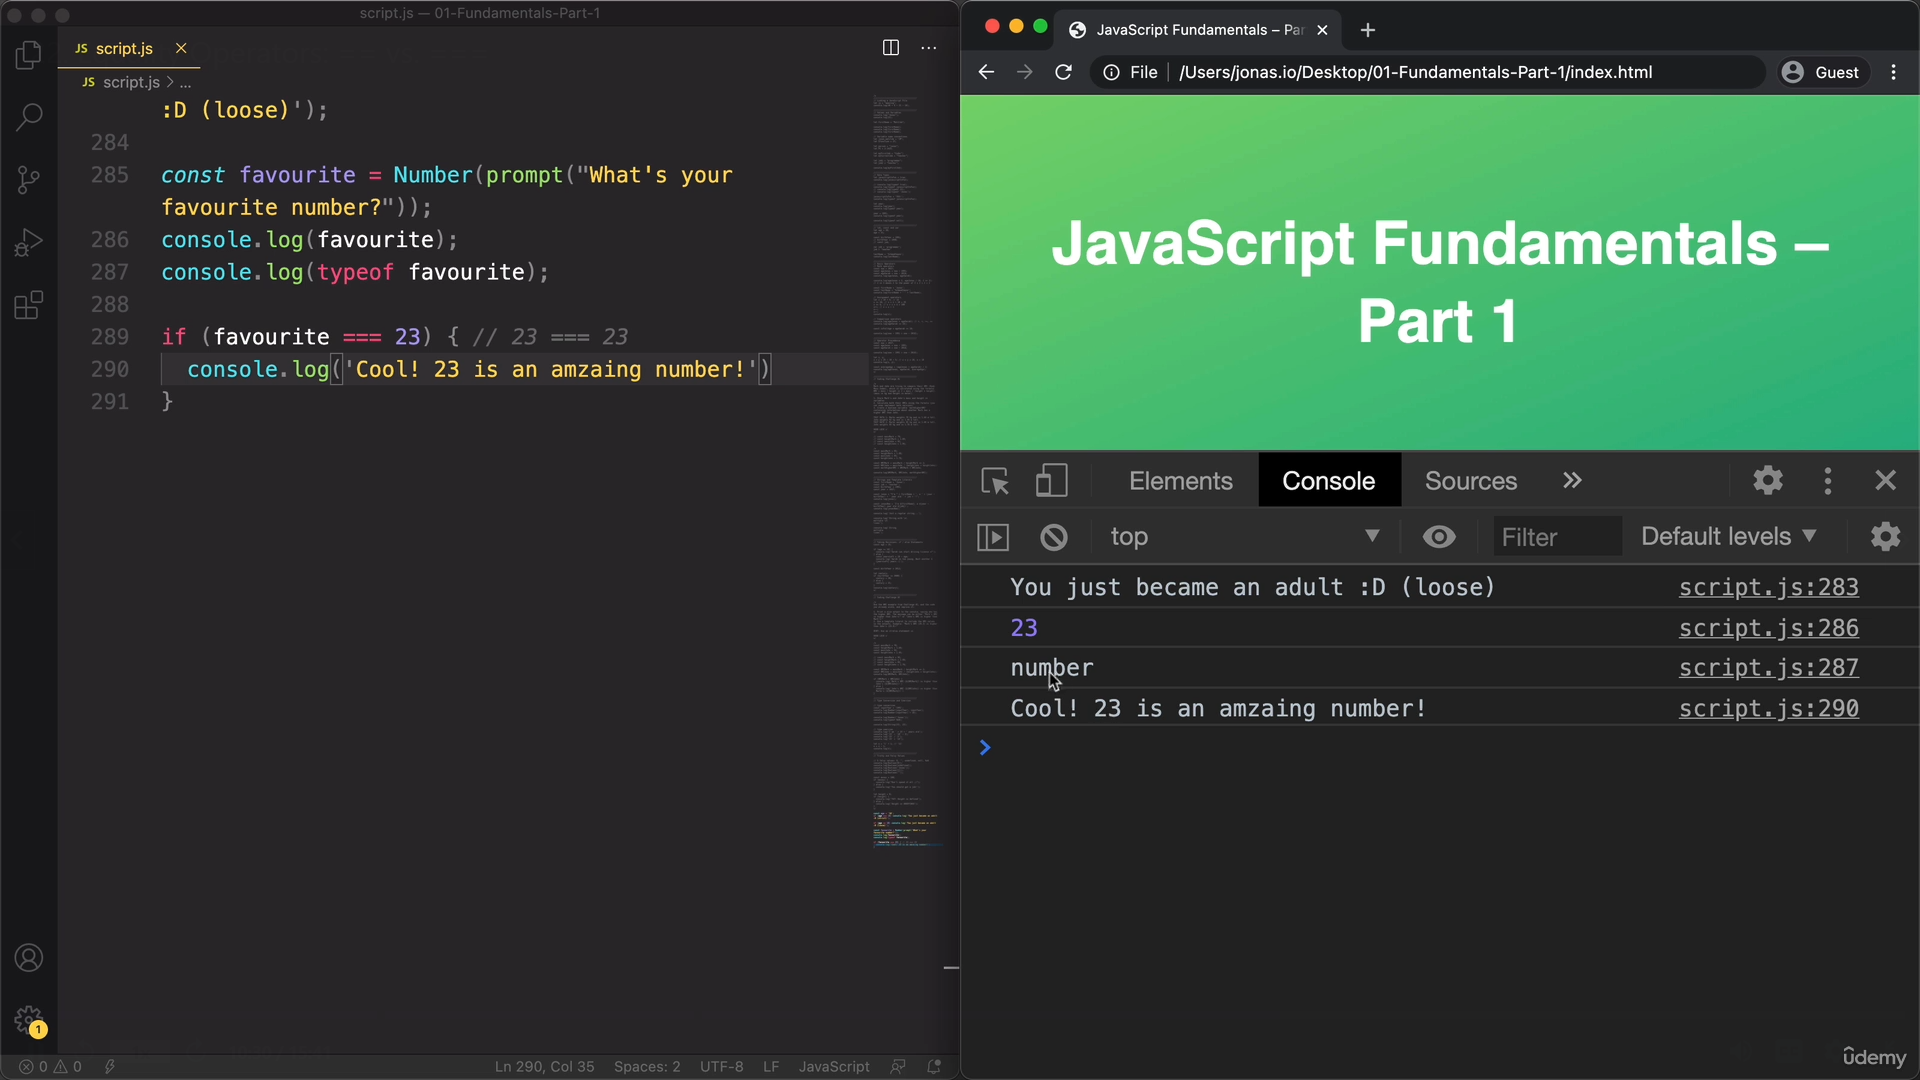 script.js — 01-Fundamentals-Part-1
JS script.js
JS script.js > ...
:D (loose)');
284
285 const favourite = Number(prompt("What's your
favourite number?"));
286 console.log(favourite);
287 console.log(typeof favourite);
288
289 if (favourite === 23) { // 23 === 23
290 console.log('Cool! 23 is an amzaing number!')
291 }
1
0 0
Ln 290, Col 35 Spaces: 2 UTF-8 LF JavaScript
JavaScript Fundamentals – Par
File /Users/jonas.io/Desktop/01-Fundamentals-Part-1/index.html Guest
JavaScript Fundamentals –
Part 1
Elements Console Sources
top Filter Default levels
You just became an adult :D (loose) script.js:283
23 script.js:286
number script.js:287
Cool! 23 is an amzaing number! script.js:290
ûdemy